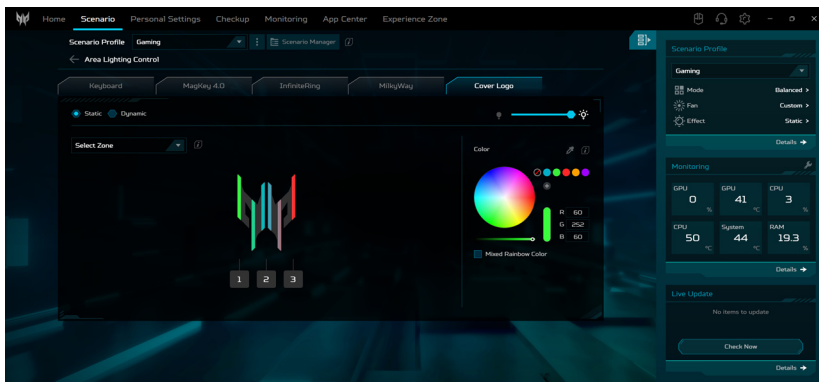 Home Scenario Personal Settings Checkup Monitoring App Center Experience Zone
Scenario Profile Gaming Scenario Manager
Area Lighting Control
Keyboard MagKey 4.0 InfiniteRing MilkyWay Cover Logo
Static Dynamic
Select Zone
1 2 3
Color
R 60
G 252
B 60
Mixed Rainbow Color
Scenario Profile
Gaming
Mode Balanced >
Fan Custom >
Effect Static >
Details →
Monitoring
GPU 0 %
GPU 41 °C
CPU 3 %
CPU 50 °C
System 44 °C
RAM 19.3 %
Details →
Live Update
No items to update
Check Now
Details →